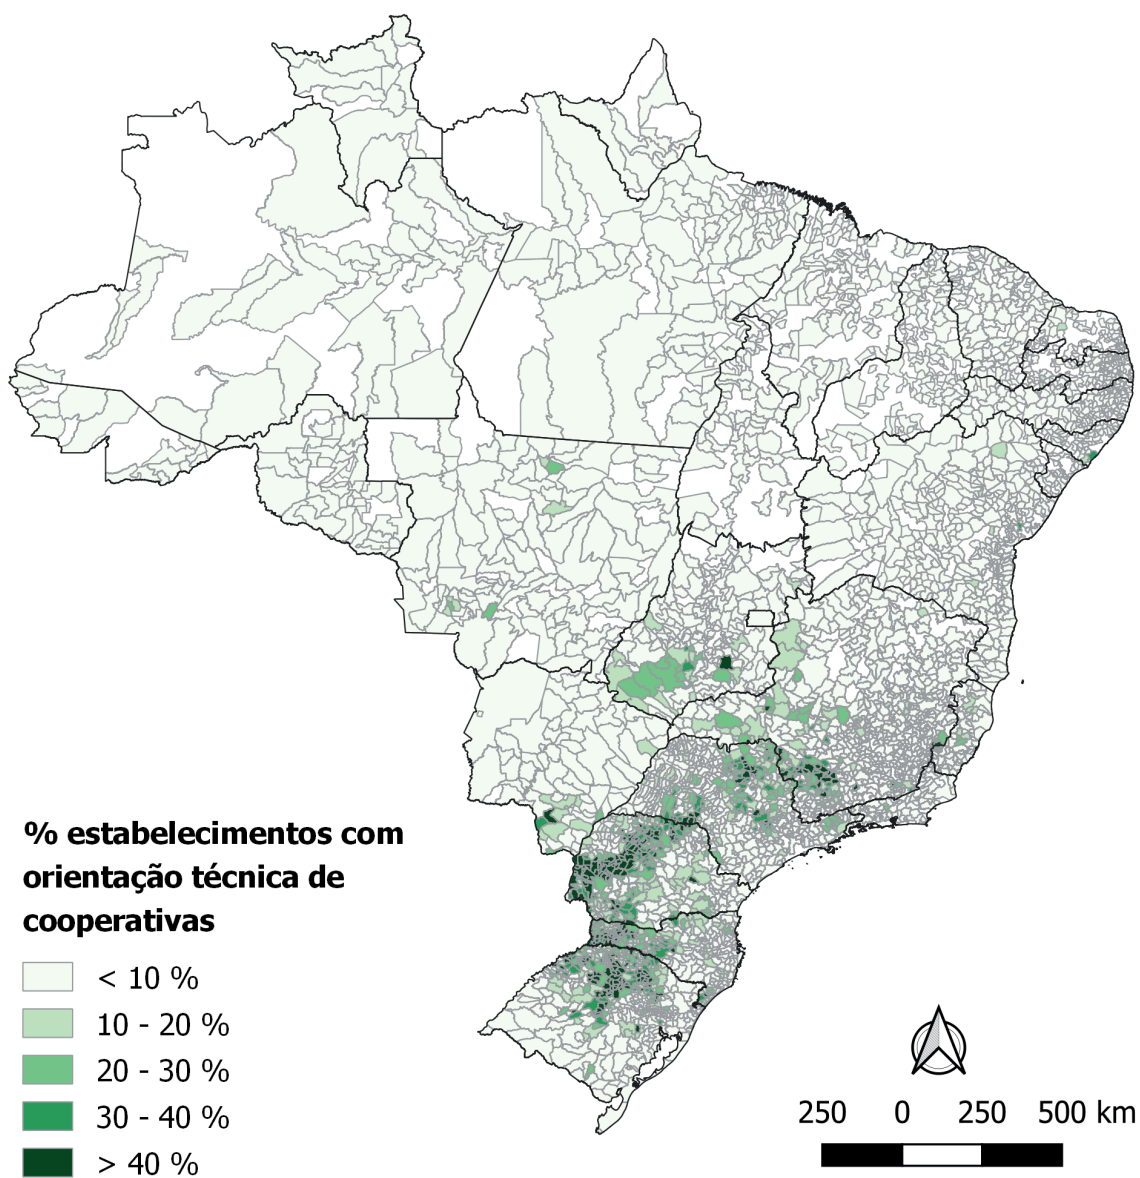 % estabelecimentos com
orientação técnica de
cooperativas
< 10 %
10 - 20 %
20 - 30 %
30 - 40 %
> 40 %
250 0 250 500 km